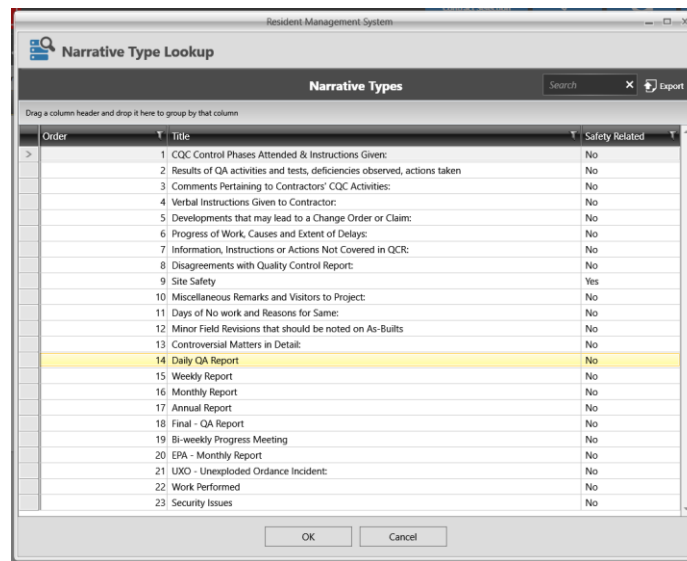 Resident Management System
Narrative Type Lookup
Narrative Types
Search
Export
Drag a column header and drop it here to group by that column
Order Title Safety Related
1 CQC Control Phases Attended & Instructions Given: No
2 Results of QA activities and tests, deficiencies observed, actions taken No
3 Comments Pertaining to Contractors' CQC Activities: No
4 Verbal Instructions Given to Contractor: No
5 Developments that may lead to a Change Order or Claim: No
6 Progress of Work, Causes and Extent of Delays: No
7 Information, Instructions or Actions Not Covered in QCR: No
8 Disagreements with Quality Control Report: No
9 Site Safety Yes
10 Miscellaneous Remarks and Visitors to Project: No
11 Days of No work and Reasons for Same: No
12 Minor Field Revisions that should be noted on As-Builts No
13 Controversial Matters in Detail: No
14 Daily QA Report No
15 Weekly Report No
16 Monthly Report No
17 Annual Report No
18 Final - QA Report No
19 Bi-weekly Progress Meeting No
20 EPA - Monthly Report No
21 UXO - Unexploded Ordance Incident: No
22 Work Performed No
23 Security Issues No
OK Cancel